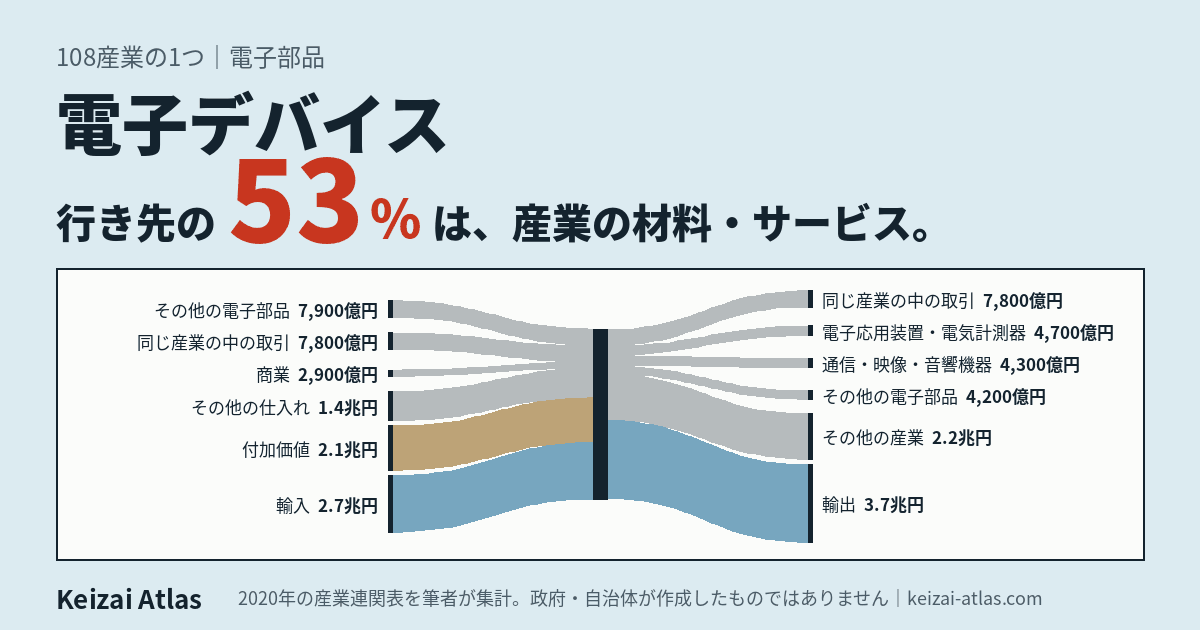 108産業の1つ｜電子部品
電子デバイス
行き先の 53% は、産業の材料・サービス。
その他の電子部品 7,900億円
同じ産業の中の取引 7,800億円
商業 2,900億円
その他の仕入れ 1.4兆円
付加価値 2.1兆円
輸入 2.7兆円
同じ産業の中の取引 7,800億円
電子応用装置・電気計測器 4,700億円
通信・映像・音響機器 4,300億円
その他の電子部品 4,200億円
その他の産業 2.2兆円
輸出 3.7兆円
Keizai Atlas 2020年の産業連関表を筆者が集計。政府・自治体が作成したものではありません｜keizai-atlas.com